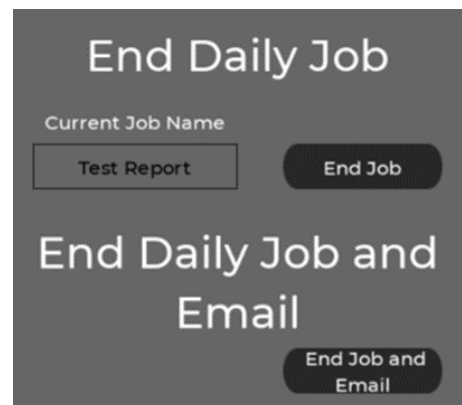 End Daily Job
Current Job Name
Test Report
End Job
End Daily Job and
Email
End Job and
Email